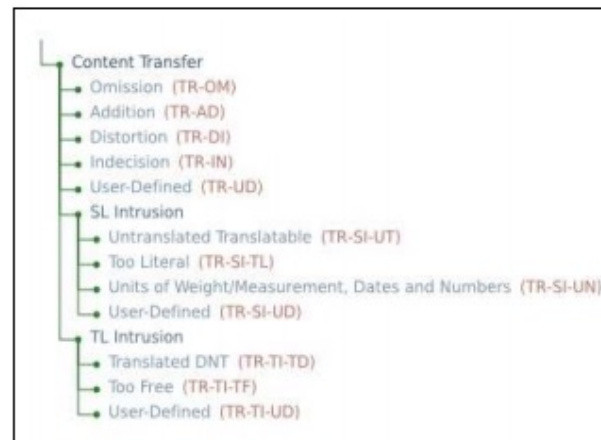 Content Transfer
Omission (TR-OM)
Addition (TR-AD)
Distortion (TR-DI)
Indecision (TR-IN)
User-Defined (TR-UD)
SL Intrusion
Untranslated Translatable (TR-SI-UT)
Too Literal (TR-SI-TL)
Units of Weight/Measurement, Dates and Numbers (TR-SI-UN)
User-Defined (TR-SI-UD)
TL Intrusion
Translated DNT (TR-TI-TD)
Too Free (TR-TI-TF)
User-Defined (TR-TI-UD)